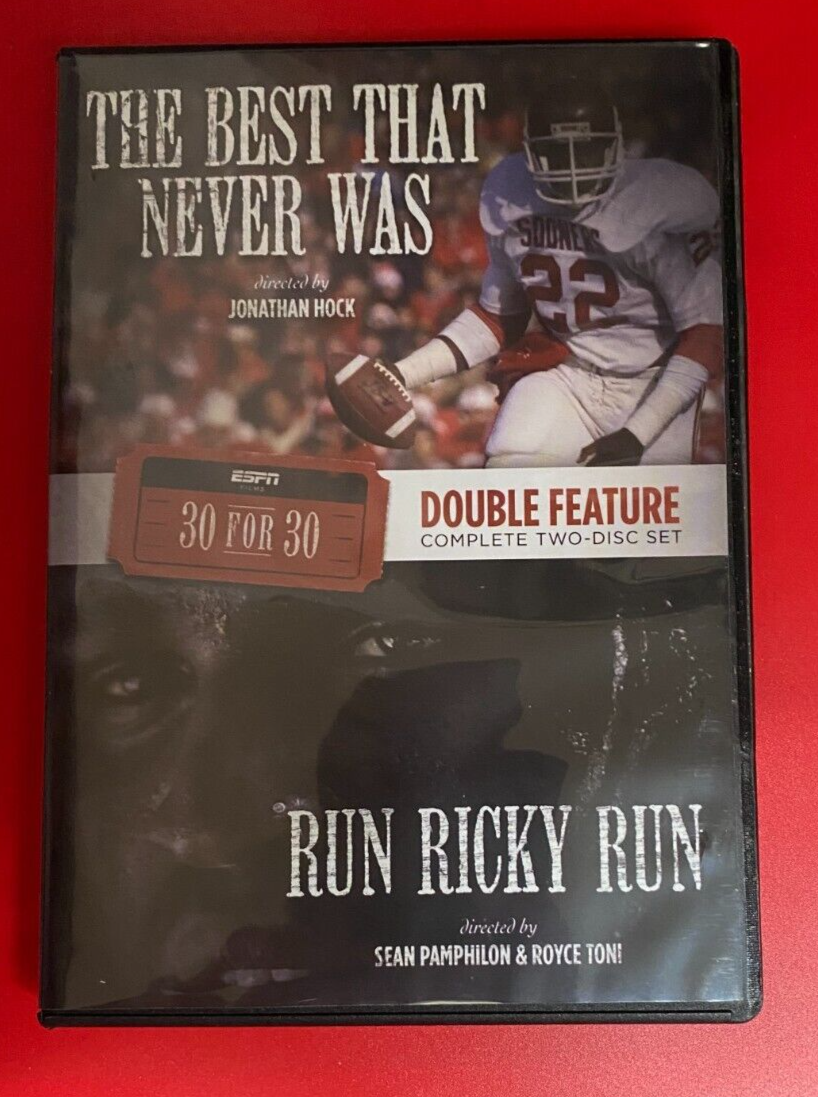 THE BEST THAT
NEVER WAS
directed by
JONATHAN HOCK
SOONERS
22
ESPN
FILMS
30 FOR 30
DOUBLE FEATURE
COMPLETE TWO-DISC SET
RUN RICKY RUN
directed by
SEAN PAMPHILON & ROYCE TONI